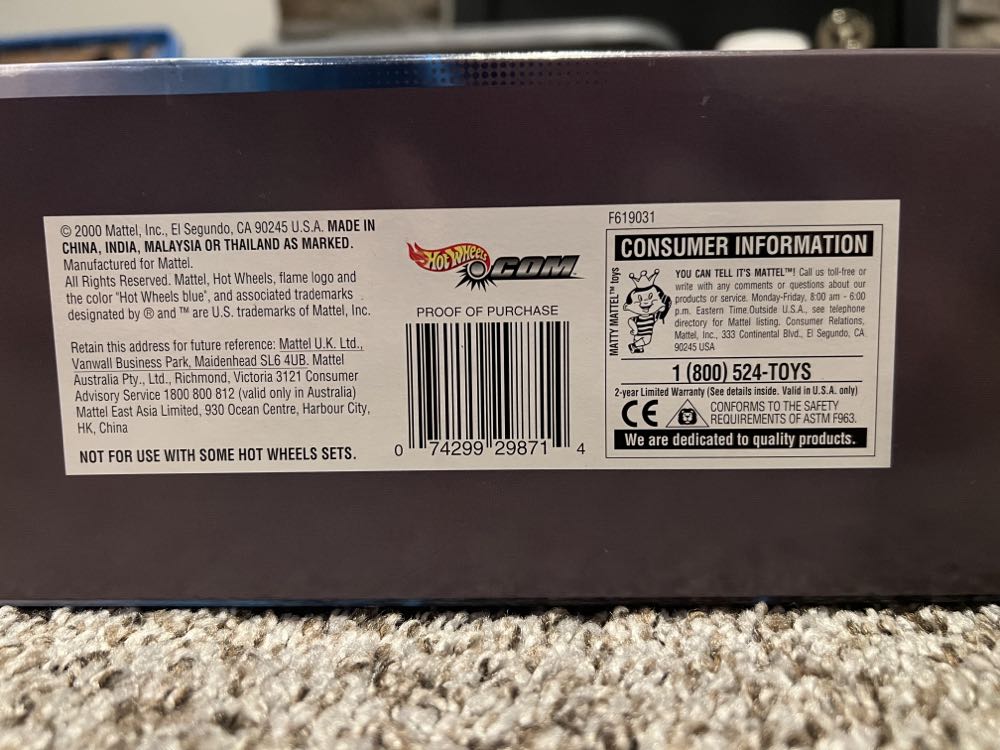 © 2000 Mattel, Inc., El Segundo, CA 90245 U.S.A. MADE IN
CHINA, INDIA, MALAYSIA OR THAILAND AS MARKED.
Manufactured for Mattel.
All Rights Reserved. Mattel, Hot Wheels, flame logo and
the color "Hot Wheels blue", and associated trademarks
designated by ® and ™ are U.S. trademarks of Mattel, Inc.
Retain this address for future reference: Mattel U.K. Ltd.,
Vanwall Business Park, Maidenhead SL6 4UB. Mattel
Australia Pty., Ltd., Richmond, Victoria 3121 Consumer
Advisory Service 1800 800 812 (valid only in Australia)
Mattel East Asia Limited, 930 Ocean Centre, Harbour City,
HK, China
NOT FOR USE WITH SOME HOT WHEELS SETS.
HOT WHEELS.COM
PROOF OF PURCHASE
0 74299 29871 4
F619031
CONSUMER INFORMATION
MATTY MATTEL™ toys
YOU CAN TELL IT'S MATTEL™! Call us toll-free or
write with any comments or questions about our
products or service. Monday-Friday, 8:00 am - 6:00
p.m. Eastern Time.Outside U.S.A., see telephone
directory for Mattel listing. Consumer Relations,
Mattel, Inc., 333 Continental Blvd., El Segundo, CA.
90245 USA
1 (800) 524-TOYS
2-year Limited Warranty (See details inside. Valid in U.S.A. only)
CE
CONFORMS TO THE SAFETY
REQUIREMENTS OF ASTM F963.
We are dedicated to quality products.